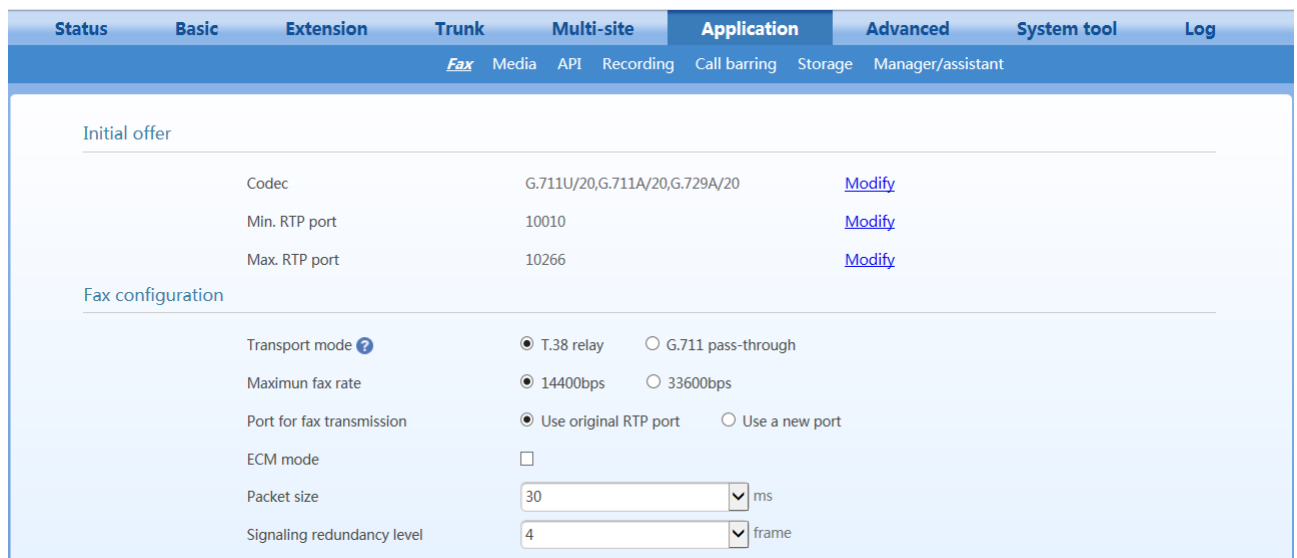 Status Basic Extension Trunk Multi-site Application Advanced System tool Log
Fax Media API Recording Call barring Storage Manager/assistant
Initial offer
Codec G.711U/20,G.711A/20,G.729A/20 Modify
Min. RTP port 10010 Modify
Max. RTP port 10266 Modify
Fax configuration
Transport mode ? T.38 relay G.711 pass-through
Maximun fax rate 14400bps 33600bps
Port for fax transmission Use original RTP port Use a new port
ECM mode
Packet size 30 ms
Signaling redundancy level 4 frame